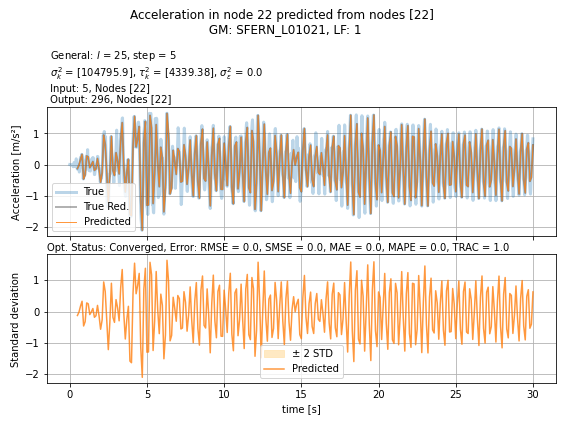 Acceleration in node 22 predicted from nodes [22]
GM: SFERN_L01021, LF: 1
General: l = 25, step = 5
σ²ₖ = [104795.9], τ²ₖ = [4339.38], σ²ε = 0.0
Input: 5, Nodes [22]
Output: 296, Nodes [22]
Acceleration [m/s²]
1
0
−1
−2
True
True Red.
Predicted
Opt. Status: Converged, Error: RMSE = 0.0, SMSE = 0.0, MAE = 0.0, MAPE = 0.0, TRAC = 1.0
Standard deviation
1
0
−1
−2
± 2 STD
Predicted
0 5 10 15 20 25 30
time [s]